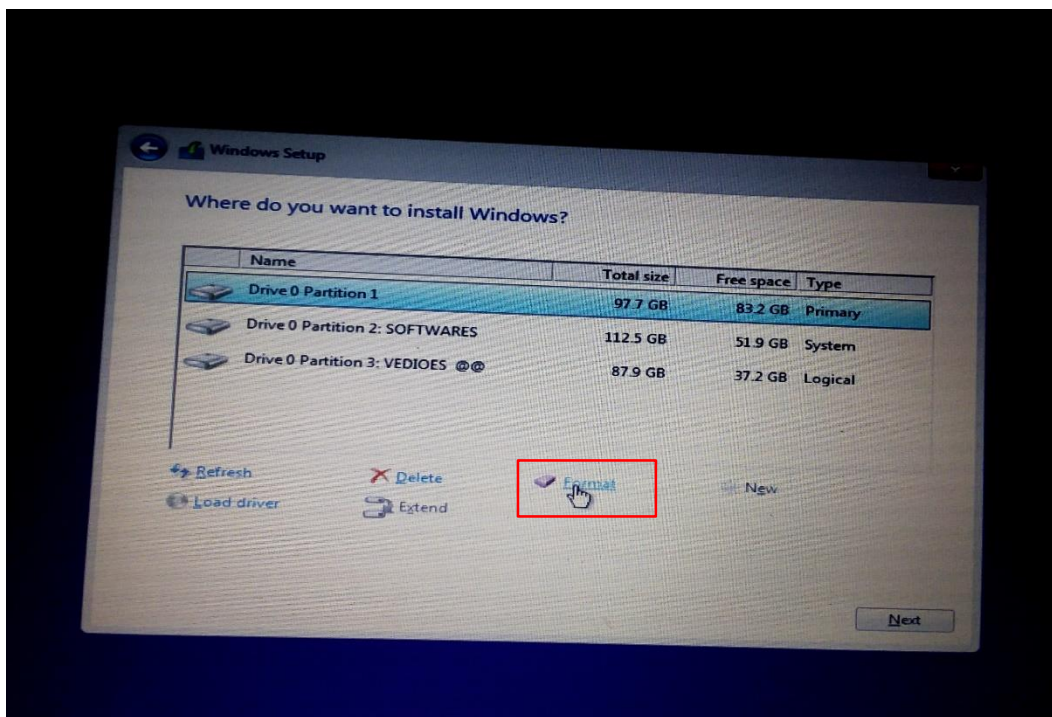 Windows Setup
Where do you want to install Windows?
Name Total size Free space Type
Drive 0 Partition 1 97.7 GB 83.2 GB Primary
Drive 0 Partition 2: SOFTWARES 112.5 GB 51.9 GB System
Drive 0 Partition 3: VEDIOES @@ 87.9 GB 37.2 GB Logical
Refresh Delete Format New
Load driver Extend
Next